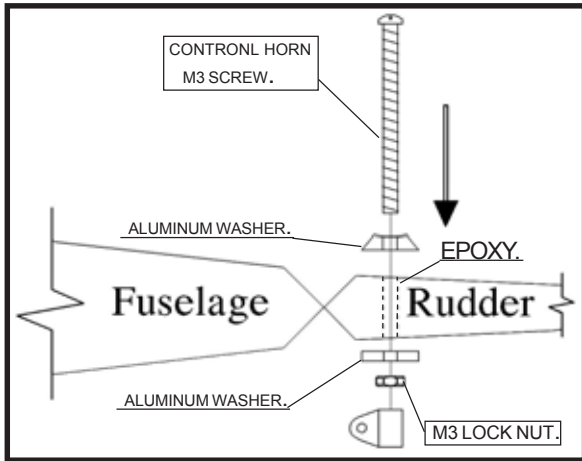 CONTRONL HORN
M3 SCREW.
ALUMINUM WASHER.
EPOXY.
Fuselage
Rudder
ALUMINUM WASHER.
M3 LOCK NUT.